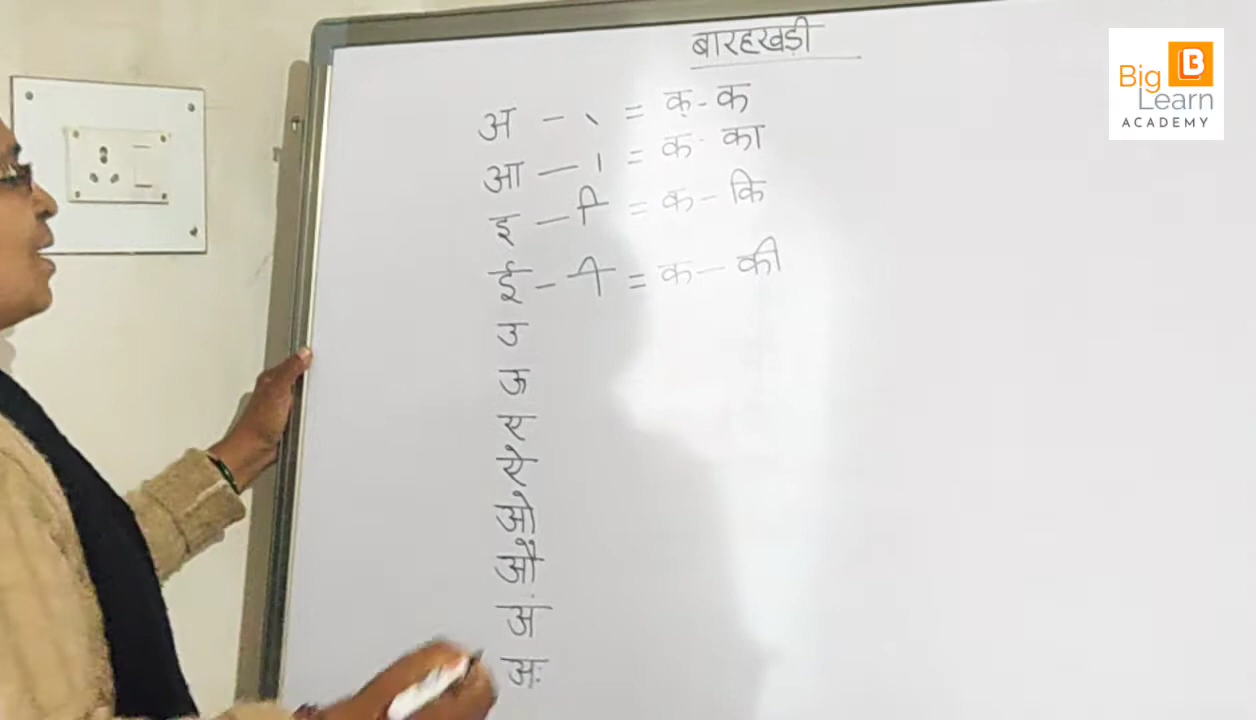 बारहखड़ी
अ - ् = क् - क
आ - ा = क - का
इ - ि = क - कि
ई - ी = क - की
उ
ऊ
ए
ऐ
ओ
औ
अं
अः
Big
Learn
ACADEMY